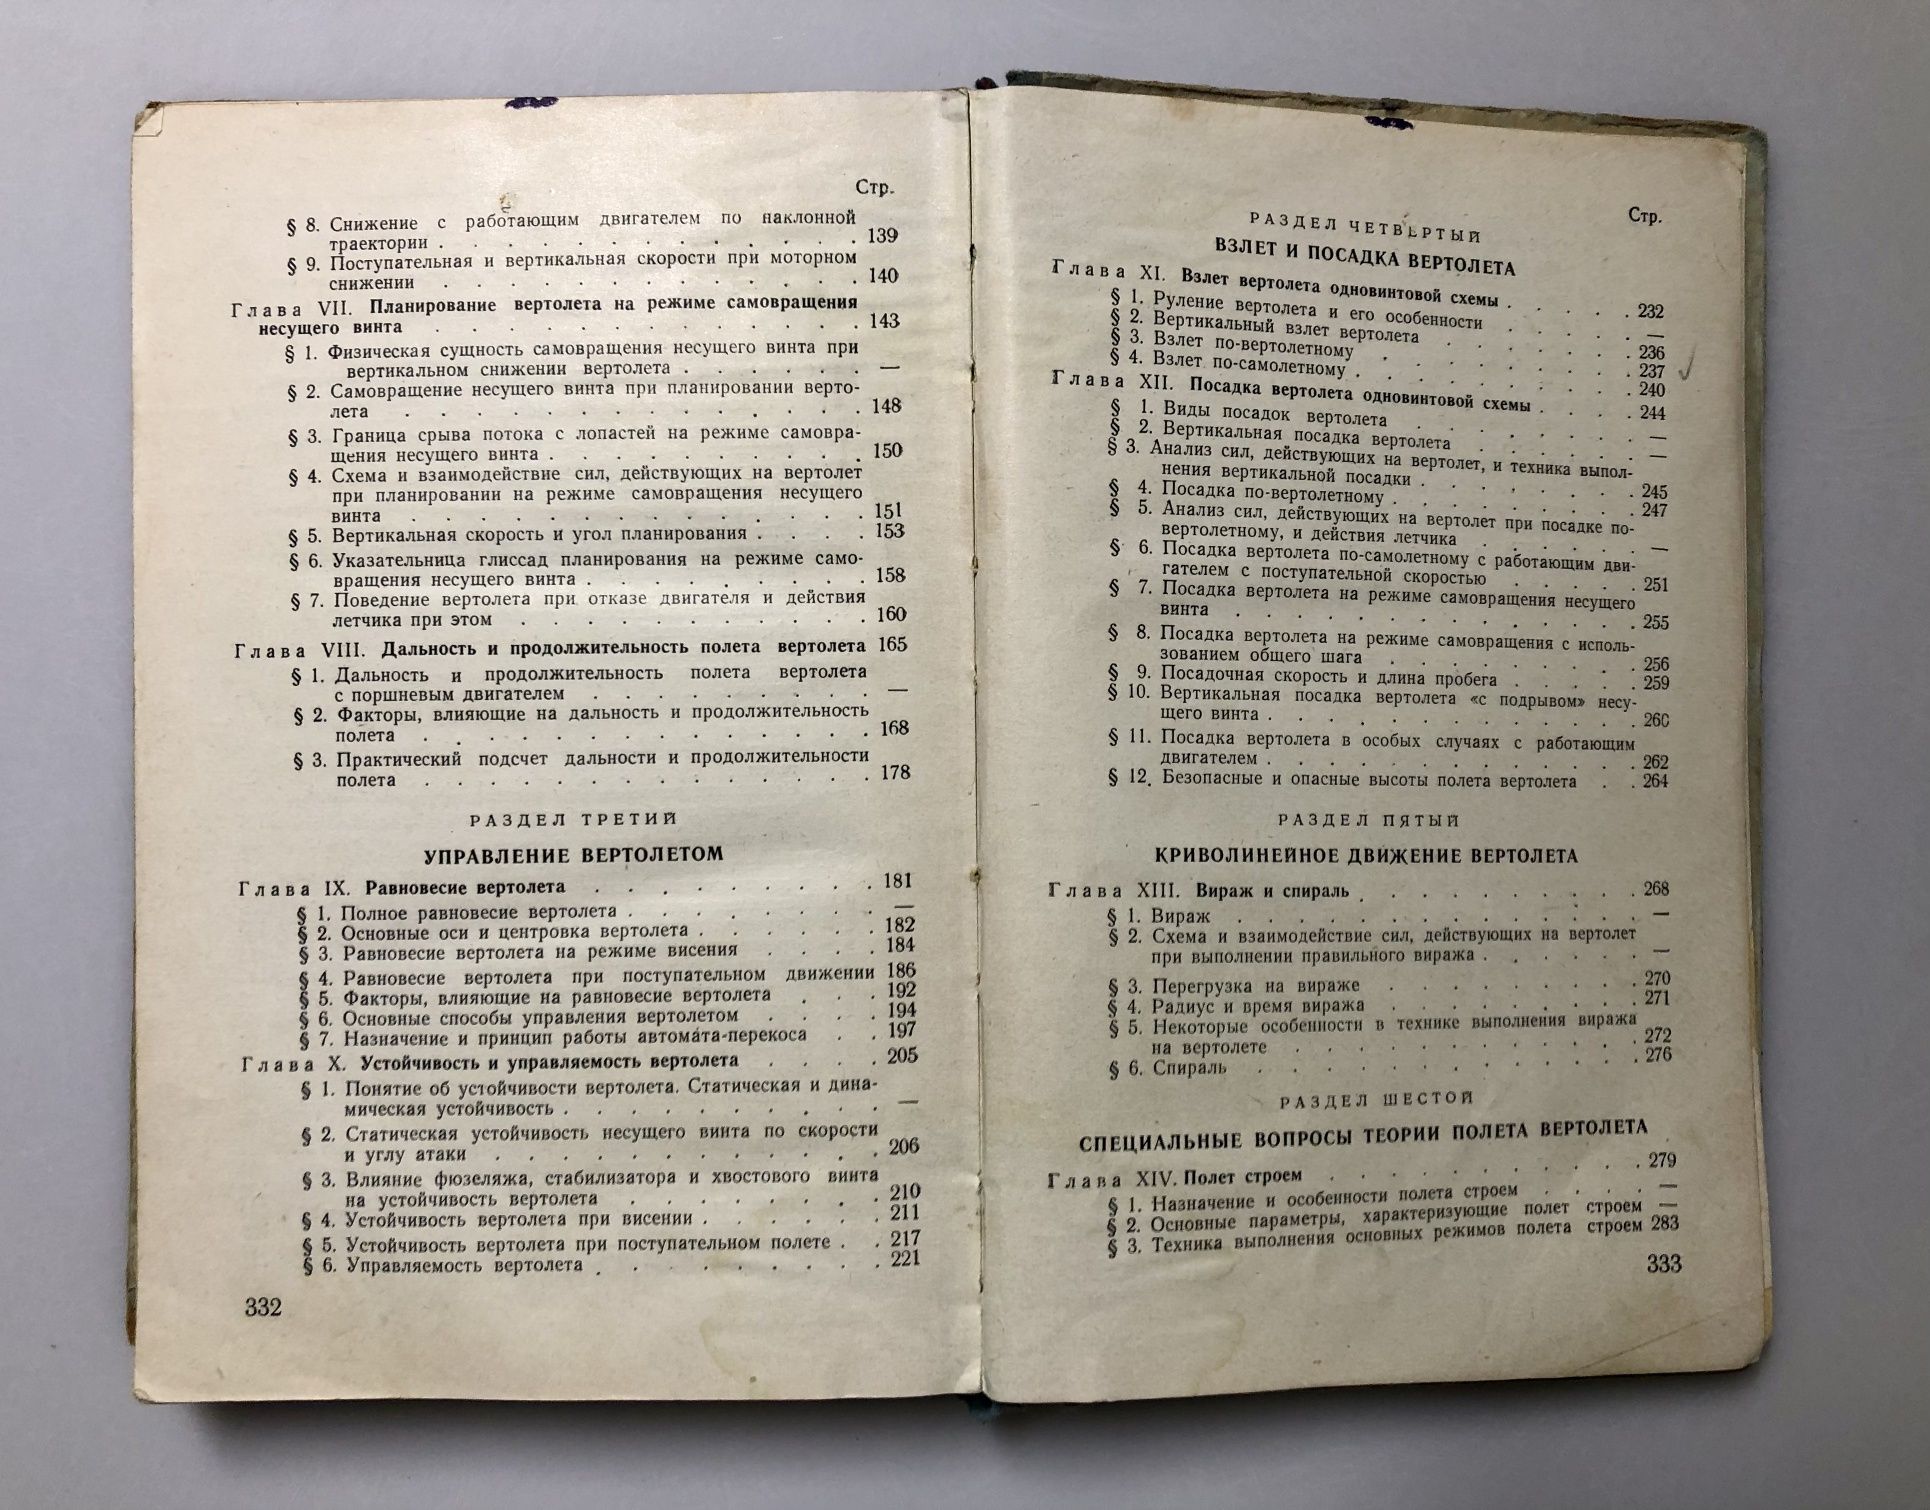 Стр.
§ 8. Снижение с работающим двигателем по наклонной
траектории . . . . . . . . . . . . . 139
§ 9. Поступательная и вертикальная скорости при моторном
снижении . . . . . . . . . . . . . 140
Глава VII. Планирование вертолета на режиме самовращения
несущего винта . . . . . . . . . . . . . 143
§ 1. Физическая сущность самовращения несущего винта при
вертикальном снижении вертолета . . . . . . —
§ 2. Самовращение несущего винта при планировании верто-
лета . . . . . . . . . . . . . 148
§ 3. Граница срыва потока с лопастей на режиме самовра-
щения несущего винта . . . . . . . . . . 150
§ 4. Схема и взаимодействие сил, действующих на вертолет
при планировании на режиме самовращения несущего
винта . . . . . . . . . . . . . 151
§ 5. Вертикальная скорость и угол планирования . . . . 153
§ 6. Указательница глиссад планирования на режиме само-
вращения несущего винта . . . . . . . . 158
§ 7. Поведение вертолета при отказе двигателя и действия
летчика при этом . . . . . . . . . . 160
Глава VIII. Дальность и продолжительность полета вертолета 165
§ 1. Дальность и продолжительность полета вертолета
с поршневым двигателем . . . . . . . . —
§ 2. Факторы, влияющие на дальность и продолжительность
полета . . . . . . . . . . . . . 168
§ 3. Практический подсчет дальности и продолжительности
полета . . . . . . . . . . . . . 178
РАЗДЕЛ ТРЕТИЙ
УПРАВЛЕНИЕ ВЕРТОЛЕТОМ
Глава IX. Равновесие вертолета . . . . . . . . 181
§ 1. Полное равновесие вертолета . . . . . . . —
§ 2. Основные оси и центровка вертолета . . . . . . 182
§ 3. Равновесие вертолета на режиме висения . . . . 184
§ 4. Равновесие вертолета при поступательном движении 186
§ 5. Факторы, влияющие на равновесие вертолета . . . 192
§ 6. Основные способы управления вертолетом . . . . 194
§ 7. Назначение и принцип работы автомата-перекоса . . 197
Глава X. Устойчивость и управляемость вертолета . . . . 205
§ 1. Понятие об устойчивости вертолета. Статическая и дина-
мическая устойчивость . . . . . . . . . —
§ 2. Статическая устойчивость несущего винта по скорости
и углу атаки . . . . . . . . . . . 206
§ 3. Влияние фюзеляжа, стабилизатора и хвостового винта
на устойчивость вертолета . . . . . . . . 210
§ 4. Устойчивость вертолета при висении . . . . . . 211
§ 5. Устойчивость вертолета при поступательном полете . . 217
§ 6. Управляемость вертолета . . . . . . . . . 221
332
Стр.
РАЗДЕЛ ЧЕТВЕРТЫЙ
ВЗЛЕТ И ПОСАДКА ВЕРТОЛЕТА
Глава XI. Взлет вертолета одновинтовой схемы . . . . . 232
§ 1. Руление вертолета и его особенности . . . . . —
§ 2. Вертикальный взлет вертолета . . . . . . 236
§ 3. Взлет по-вертолетному . . . . . . . 237
§ 4. Взлет по-самолетному . . . . . . . . 240
Глава XII. Посадка вертолета одновинтовой схемы . . . . 244
§ 1. Виды посадок вертолета . . . . . . . —
§ 2. Вертикальная посадка вертолета . . . . . . —
§ 3. Анализ сил, действующих на вертолет, и техника выпол-
нения вертикальной посадки . . . . . . . 245
§ 4. Посадка по-вертолетному . . . . . . . . 247
§ 5. Анализ сил, действующих на вертолет при посадке по-
вертолетному, и действия летчика . . . . . . —
§ 6. Посадка вертолета по-самолетному с работающим дви-
гателем с поступательной скоростью . . . . . 251
§ 7. Посадка вертолета на режиме самовращения несущего
винта . . . . . . . . . . . . . 255
§ 8. Посадка вертолета на режиме самовращения с исполь-
зованием общего шага . . . . . . . . 256
§ 9. Посадочная скорость и длина пробега . . . . . 259
§ 10. Вертикальная посадка вертолета «с подрывом» несу-
щего винта . . . . . . . . . . . . 260
§ 11. Посадка вертолета в особых случаях с работающим
двигателем . . . . . . . . . . . . 262
§ 12. Безопасные и опасные высоты полета вертолета . . 264
РАЗДЕЛ ПЯТЫЙ
КРИВОЛИНЕЙНОЕ ДВИЖЕНИЕ ВЕРТОЛЕТА
Глава XIII. Вираж и спираль . . . . . . . . . . 268
§ 1. Вираж . . . . . . . . . . . . . —
§ 2. Схема и взаимодействие сил, действующих на вертолет
при выполнении правильного виража . . . . . . —
§ 3. Перегрузка на вираже . . . . . . . . . 270
§ 4. Радиус и время виража . . . . . . . . 271
§ 5. Некоторые особенности в технике выполнения виража
на вертолете . . . . . . . . . . . 272
§ 6. Спираль . . . . . . . . . . . . 276
РАЗДЕЛ ШЕСТОЙ
СПЕЦИАЛЬНЫЕ ВОПРОСЫ ТЕОРИИ ПОЛЕТА ВЕРТОЛЕТА
Глава XIV. Полет строем . . . . . . . . . . 279
§ 1. Назначение и особенности полета строем . . . . —
§ 2. Основные параметры, характеризующие полет строем —
§ 3. Техника выполнения основных режимов полета строем 283
333